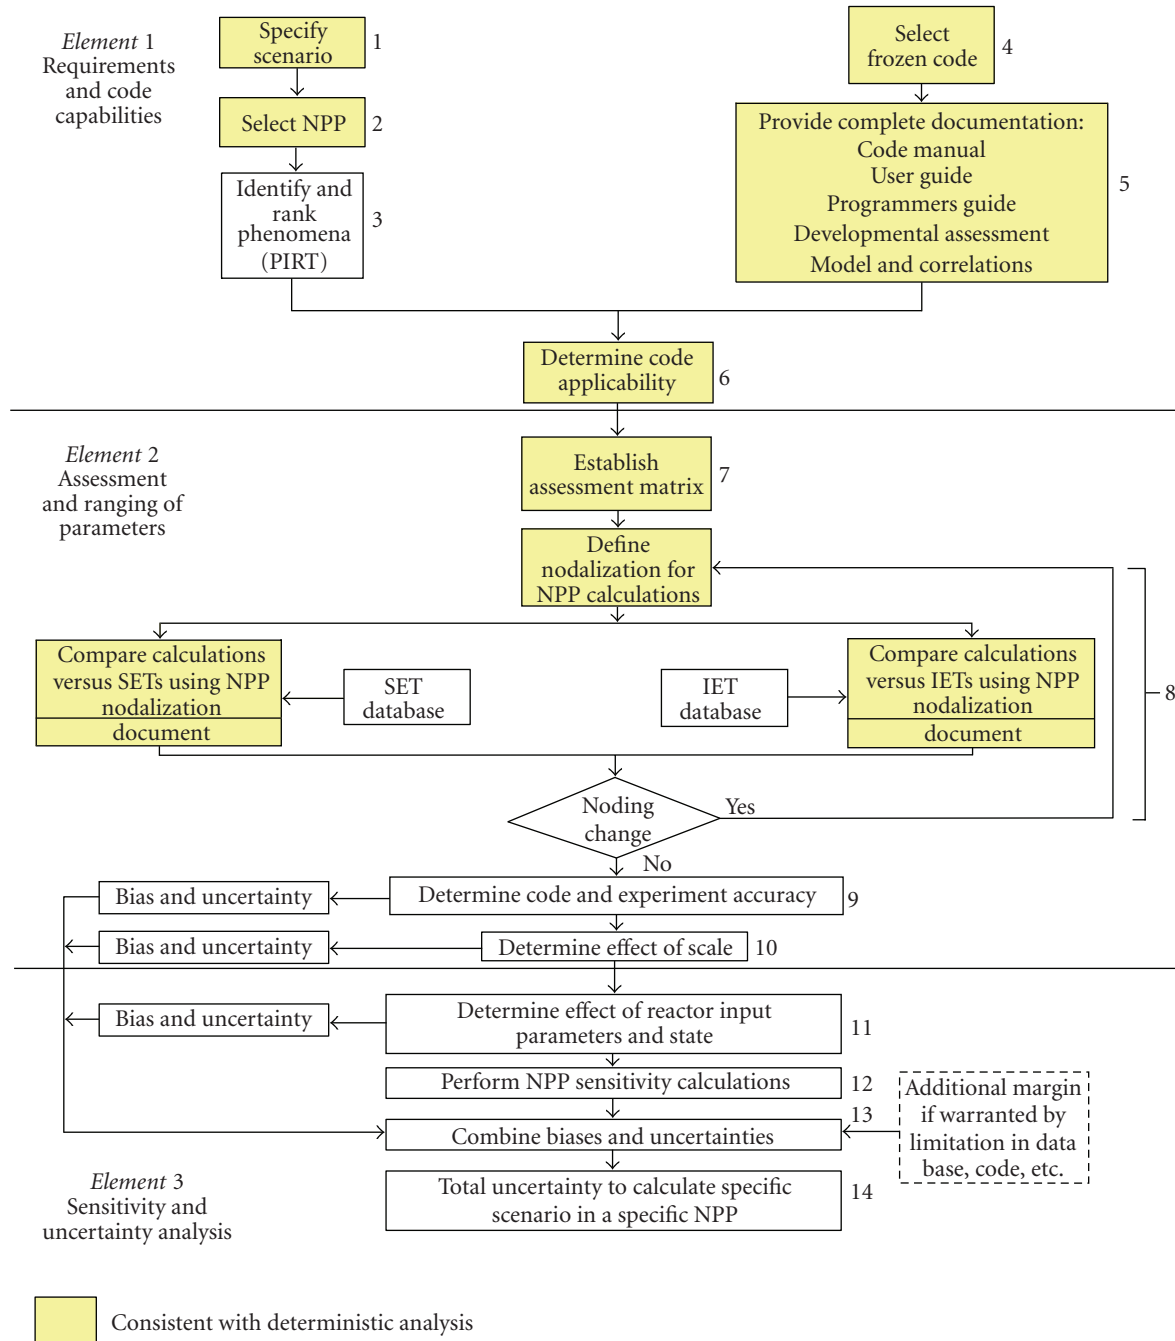 Element 1
Requirements
and code
capabilities
Specify
scenario
1
Select NPP
2
Identify and
rank
phenomena
(PIRT)
3
Select
frozen code
4
Provide complete documentation:
Code manual
User guide
Programmers guide
Developmental assessment
Model and correlations
5
Determine code
applicability
6
Element 2
Assessment
and ranging of
parameters
Establish
assessment matrix
7
Define
nodalization for
NPP calculations
Compare calculations
versus SETs using NPP
nodalization
document
SET
database
IET
database
Compare calculations
versus IETs using NPP
nodalization
document
8
Noding
change
Yes
No
Bias and uncertainty
Determine code and experiment accuracy
9
Bias and uncertainty
Determine effect of scale
10
Bias and uncertainty
Determine effect of reactor input
parameters and state
11
Perform NPP sensitivity calculations
12
Combine biases and uncertainties
13
Additional margin
if warranted by
limitation in data
base, code, etc.
Element 3
Sensitivity and
uncertainty analysis
Total uncertainty to calculate specific
scenario in a specific NPP
14
Consistent with deterministic analysis